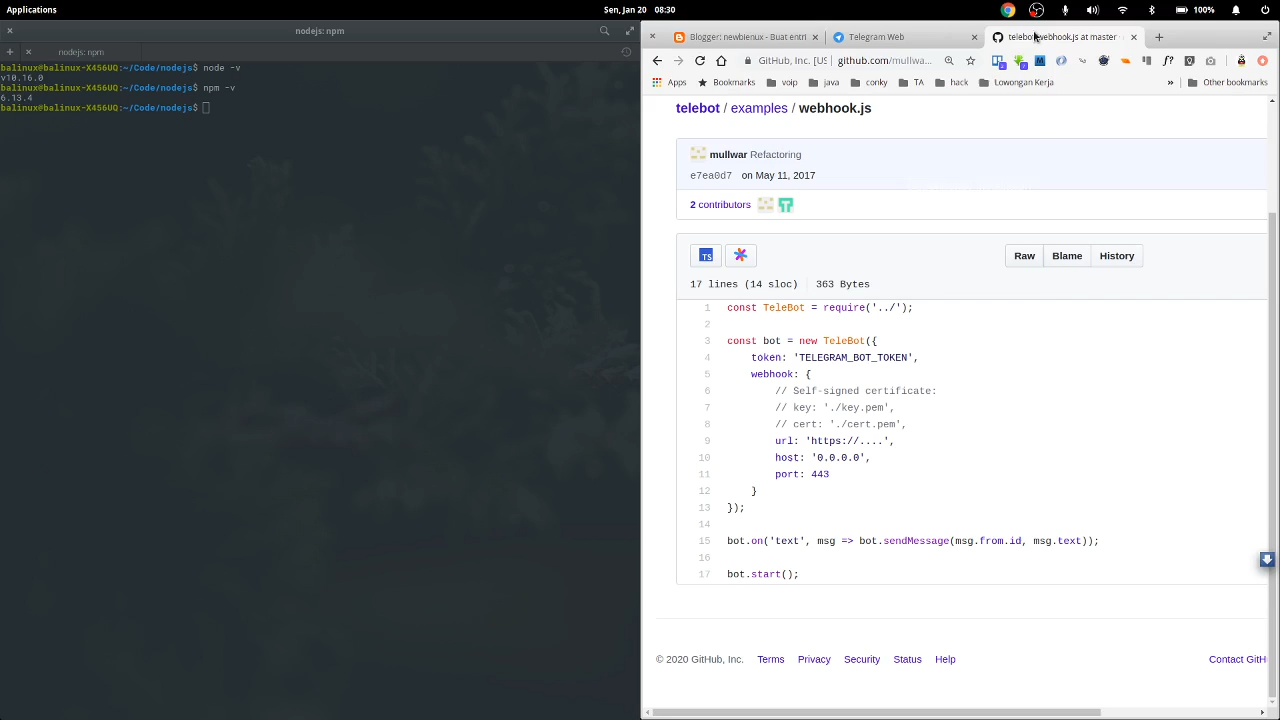 Applications
Sen, Jan 20 08:30
100%
nodejs: npm
nodejs: npm
balinux@balinux-X456UQ:~/Code/nodejs$ node -v
v10.16.0
balinux@balinux-X456UQ:~/Code/nodejs$ npm -v
6.13.4
balinux@balinux-X456UQ:~/Code/nodejs$
Blogger: newbienux - Buat entri
Telegram Web
telebot/webhook.js at master
GitHub, Inc. [US
github.com/mullwa...
Apps
Bookmarks
voip
java
conky
TA
hack
Lowongan Kerja
»
Other bookmarks
telebot / examples / webhook.js
mullwar Refactoring
e7ea0d7 on May 11, 2017
2 contributors
TS
Raw
Blame
History
17 lines (14 sloc)
363 Bytes
1 const TeleBot = require('../');
2
3 const bot = new TeleBot({
4 token: 'TELEGRAM_BOT_TOKEN',
5 webhook: {
6 // Self-signed certificate:
7 // key: './key.pem',
8 // cert: './cert.pem',
9 url: 'https://....',
10 host: '0.0.0.0',
11 port: 443
12 }
13 });
14
15 bot.on('text', msg => bot.sendMessage(msg.from.id, msg.text));
16
17 bot.start();
© 2020 GitHub, Inc.
Terms
Privacy
Security
Status
Help
Contact GitH